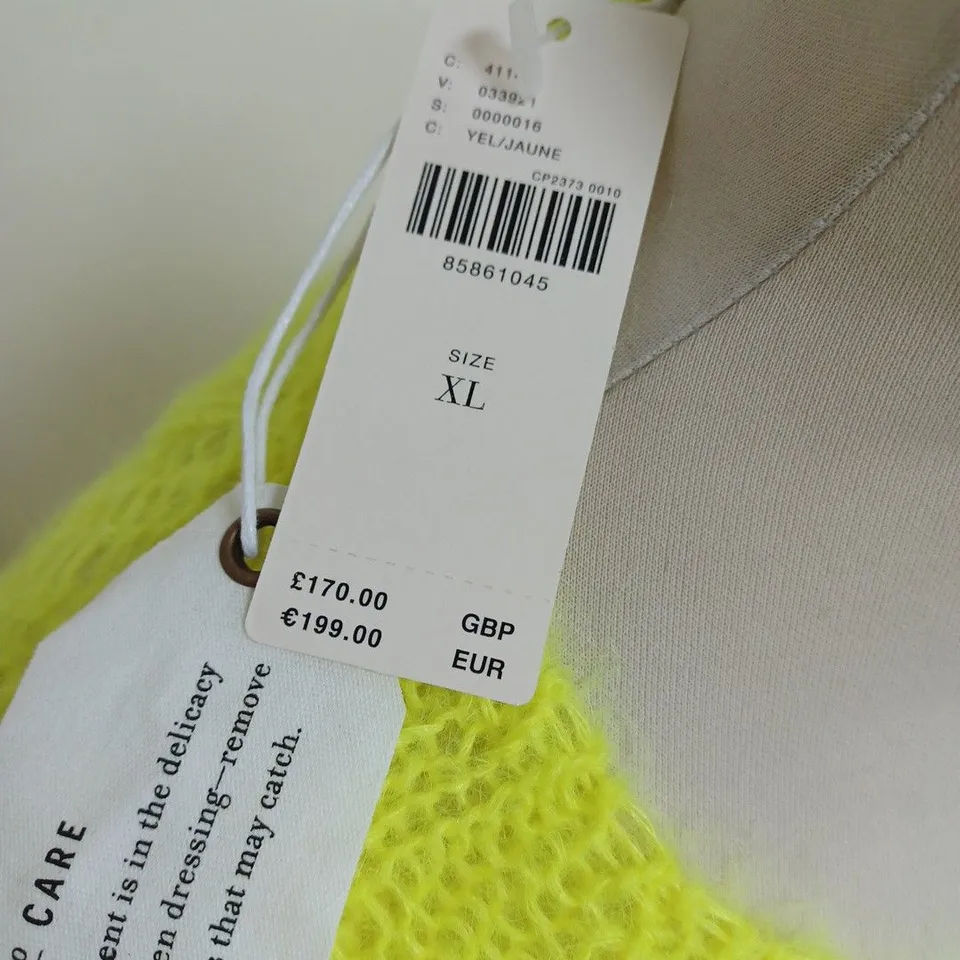 C: 411-
V:
S: 0000016
C: YEL/JAUNE
CP2373 0010
85861045
SIZE
XL
£170.00 GBP
€199.00 EUR
CARE
ent is in the delicacy
en dressing—remove
that may catch.